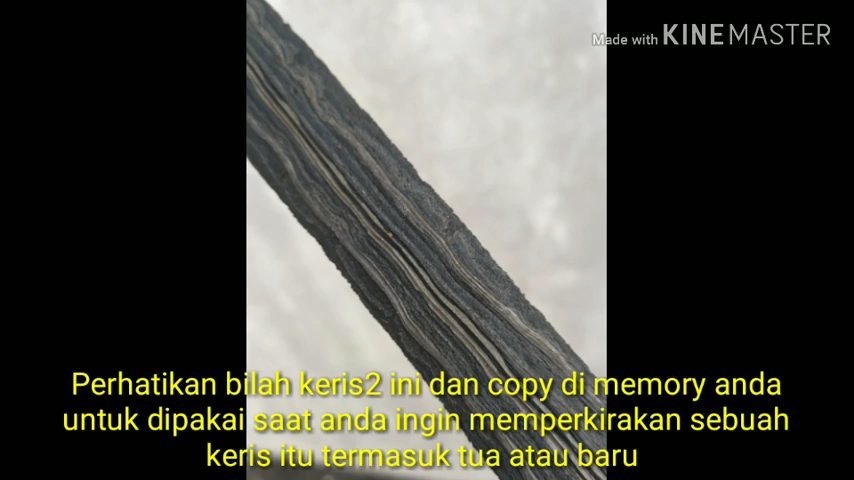 Made with KINEMASTER
Perhatikan bilah keris2 ini dan copy di memory anda
untuk dipakai saat anda ingin memperkirakan sebuah
keris itu termasuk tua atau baru